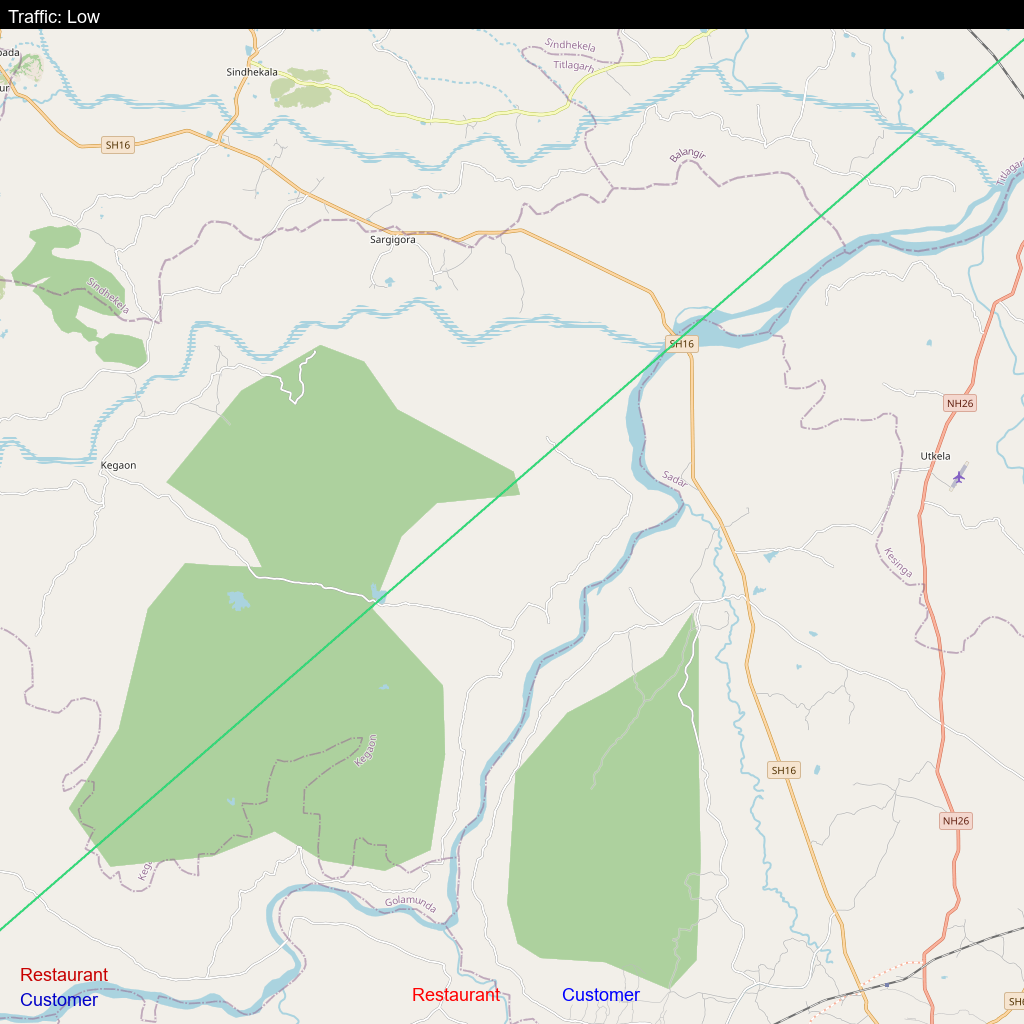 Traffic: Low
Sindhekela
Titlagarh
Sindhekala
SH16
Balangir
Sargigora
Sindhekela
SH16
NH26
Utkela
Kegaon
Sadar
Kesinga
Kegaon
SH16
NH26
Golamunda
Restaurant
Customer
Restaurant
Customer